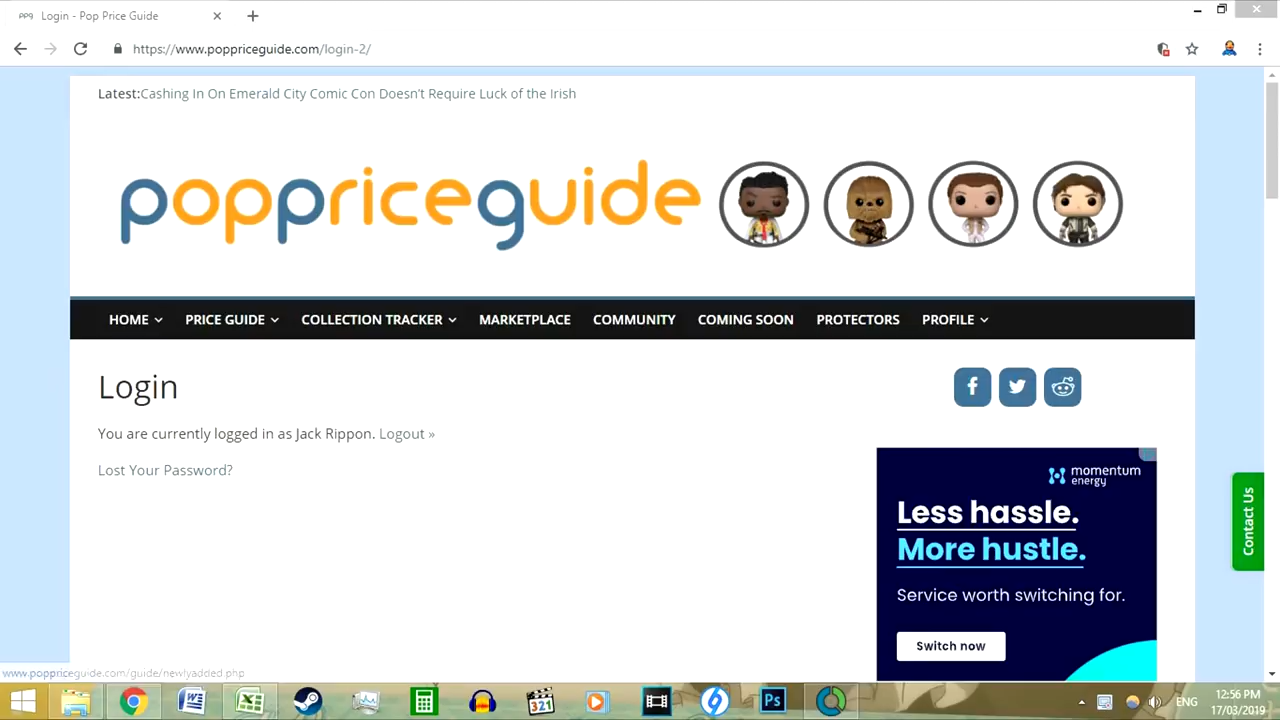 PPG Login - Pop Price Guide
https://www.poppriceguide.com/login-2/
Latest:Cashing In On Emerald City Comic Con Doesn't Require Luck of the Irish
poppriceguide
HOME PRICE GUIDE COLLECTION TRACKER MARKETPLACE COMMUNITY COMING SOON PROTECTORS PROFILE
Login
You are currently logged in as Jack Rippon. Logout »
Lost Your Password?
momentum
energy
Less hassle.
More hustle.
Service worth switching for.
Switch now
Contact Us
www.poppriceguide.com/guide/newlyadded.php
321
Ps
ENG
12:56 PM
17/03/2019